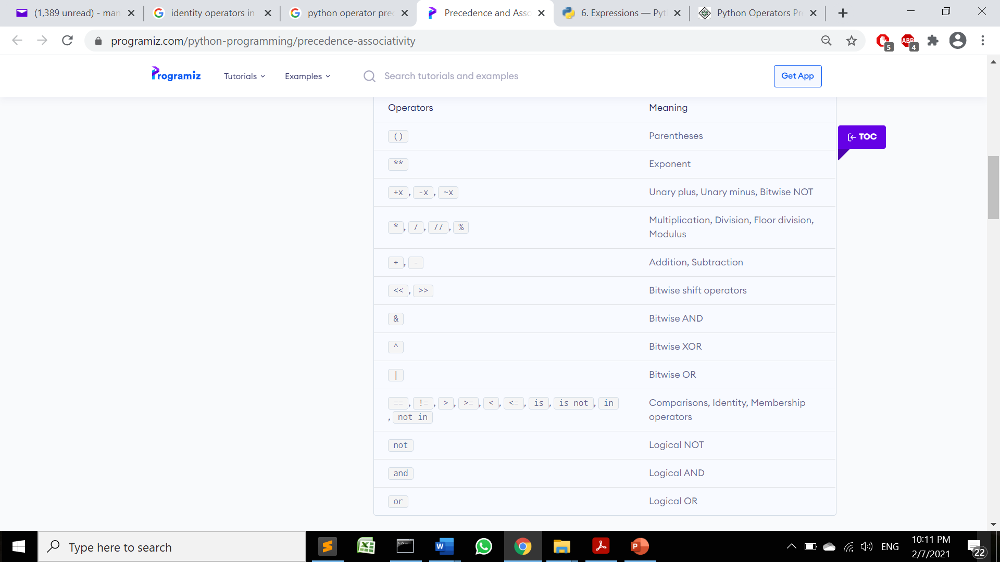 (1,389 unread) - man
identity operators in
python operator prec
Precedence and Asso
6. Expressions — Pyt
Python Operators Pre
programiz.com/python-programming/precedence-associativity
5
ABP
4
Programiz
Tutorials
Examples
Search tutorials and examples
Get App
Operators Meaning
() Parentheses
** Exponent
+x, -x, ~x Unary plus, Unary minus, Bitwise NOT
*, /, //, % Multiplication, Division, Floor division,
Modulus
+, - Addition, Subtraction
<<, >> Bitwise shift operators
& Bitwise AND
^ Bitwise XOR
| Bitwise OR
==, !=, >, >=, <, <=, is, is not, in Comparisons, Identity, Membership
, not in operators
not Logical NOT
and Logical AND
or Logical OR
TOC
Type here to search
ENG
10:11 PM
2/7/2021
22